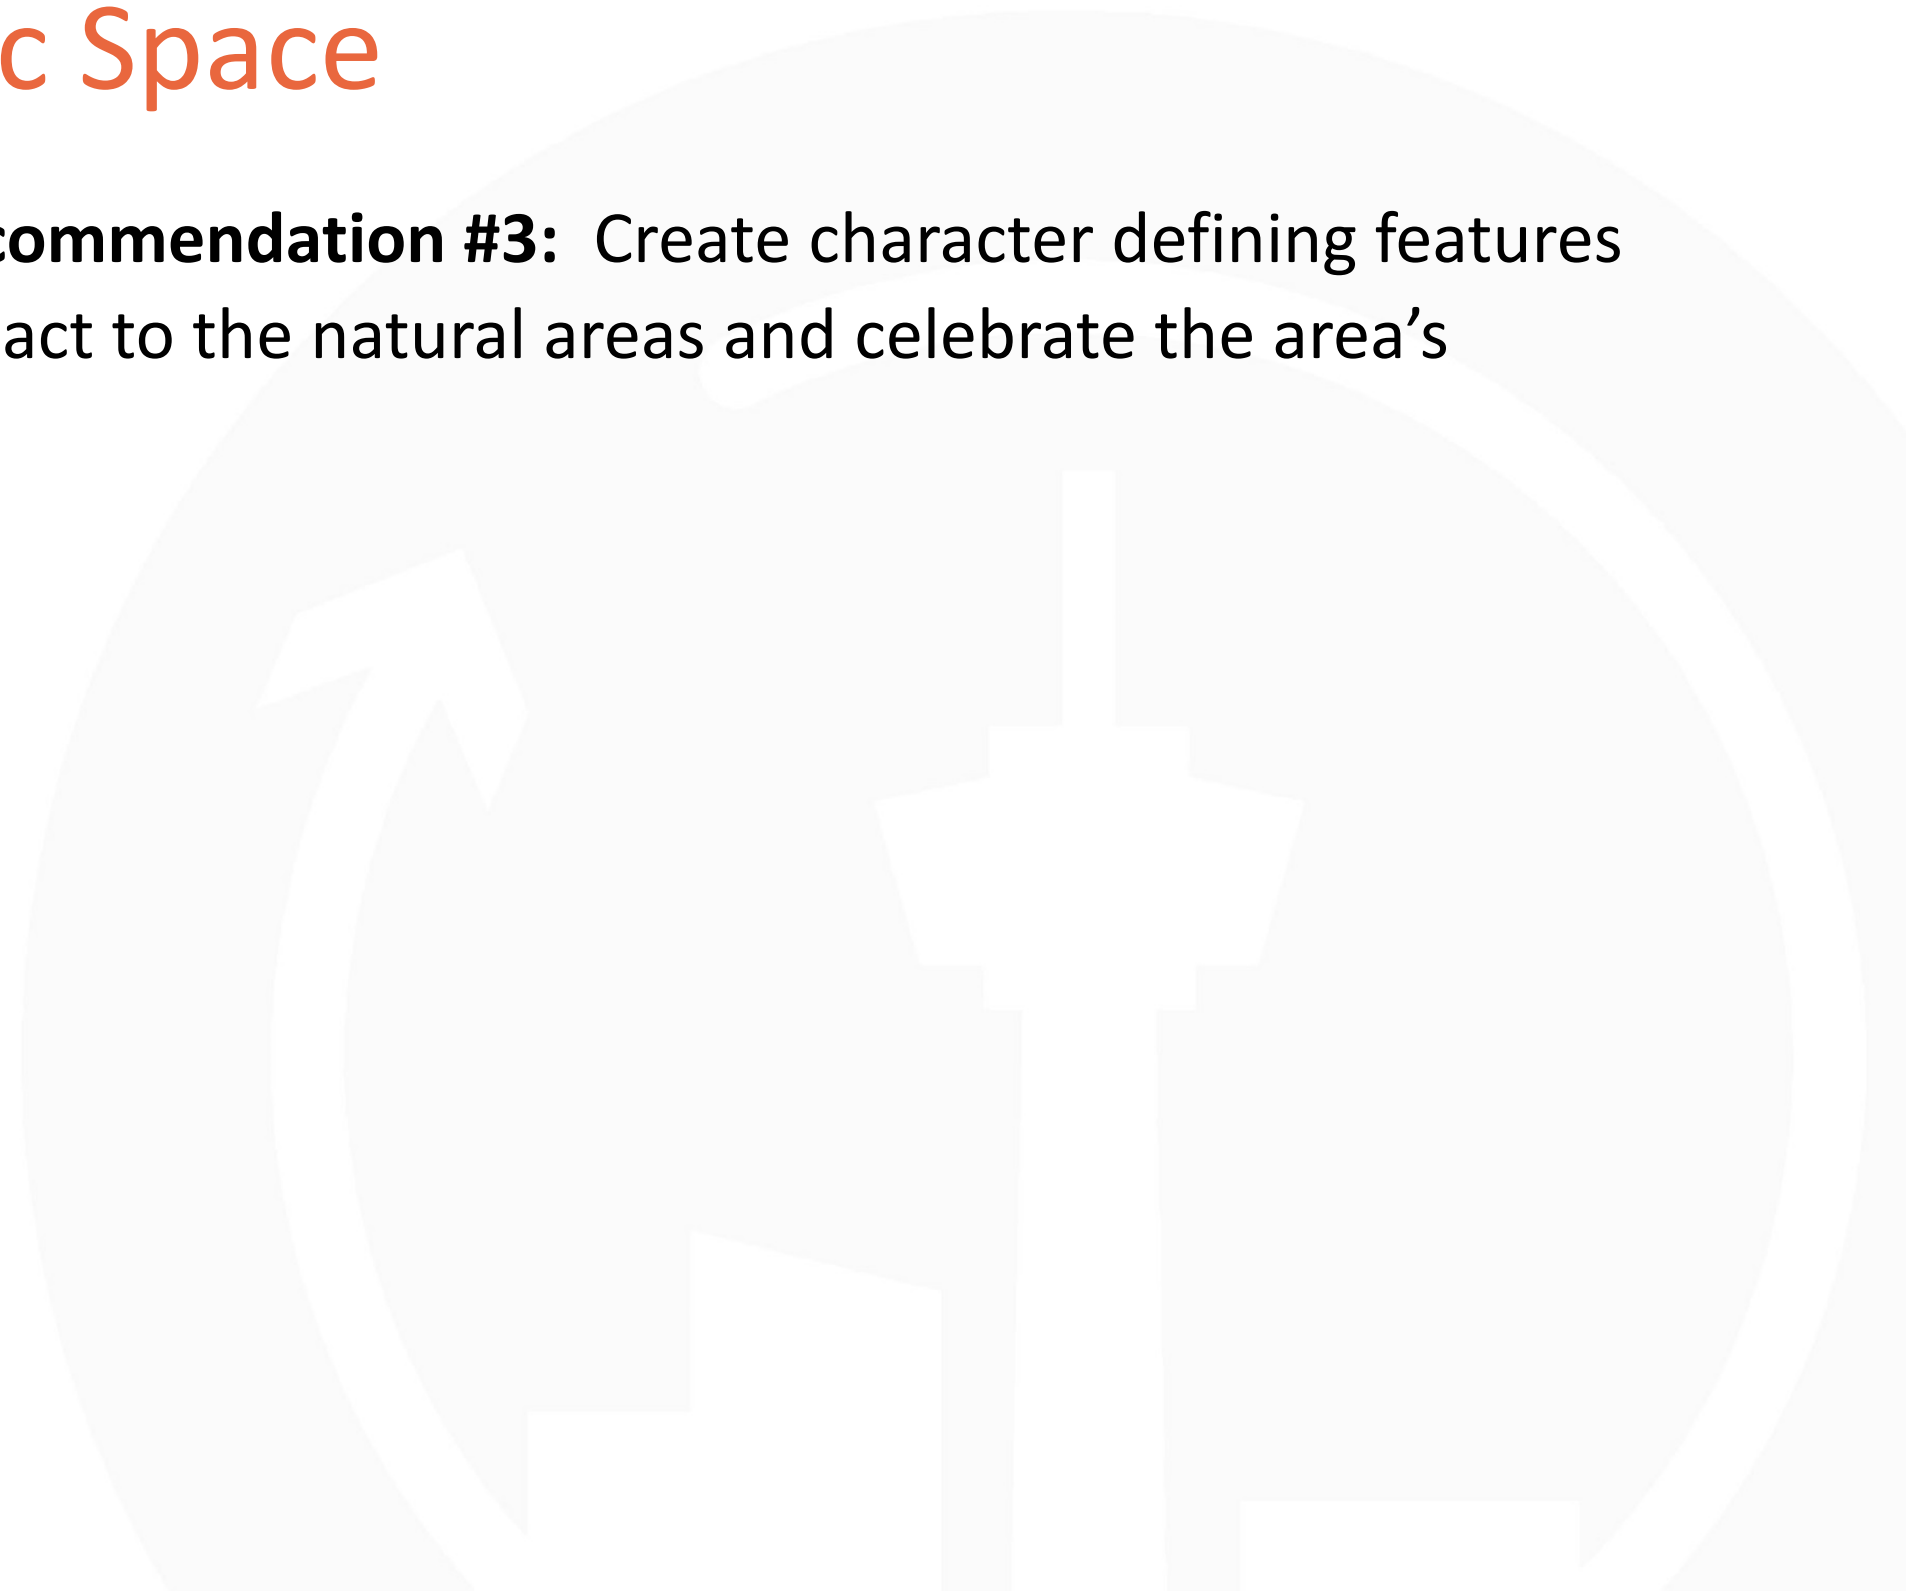 c Space
commendation #3: Create character defining features
act to the natural areas and celebrate the area’s